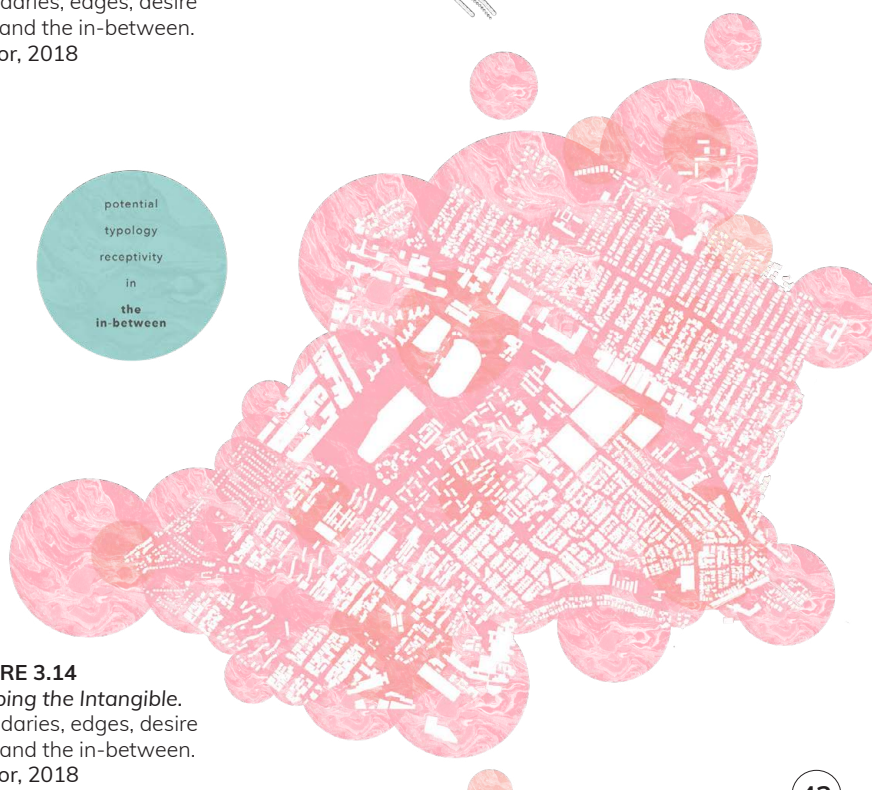 daries, edges, desire
and the in-between.
or, 2018
potential
typology
receptivity
in
the
in-between
RE 3.14
ping the Intangible.
daries, edges, desire
and the in-between.
or, 2018